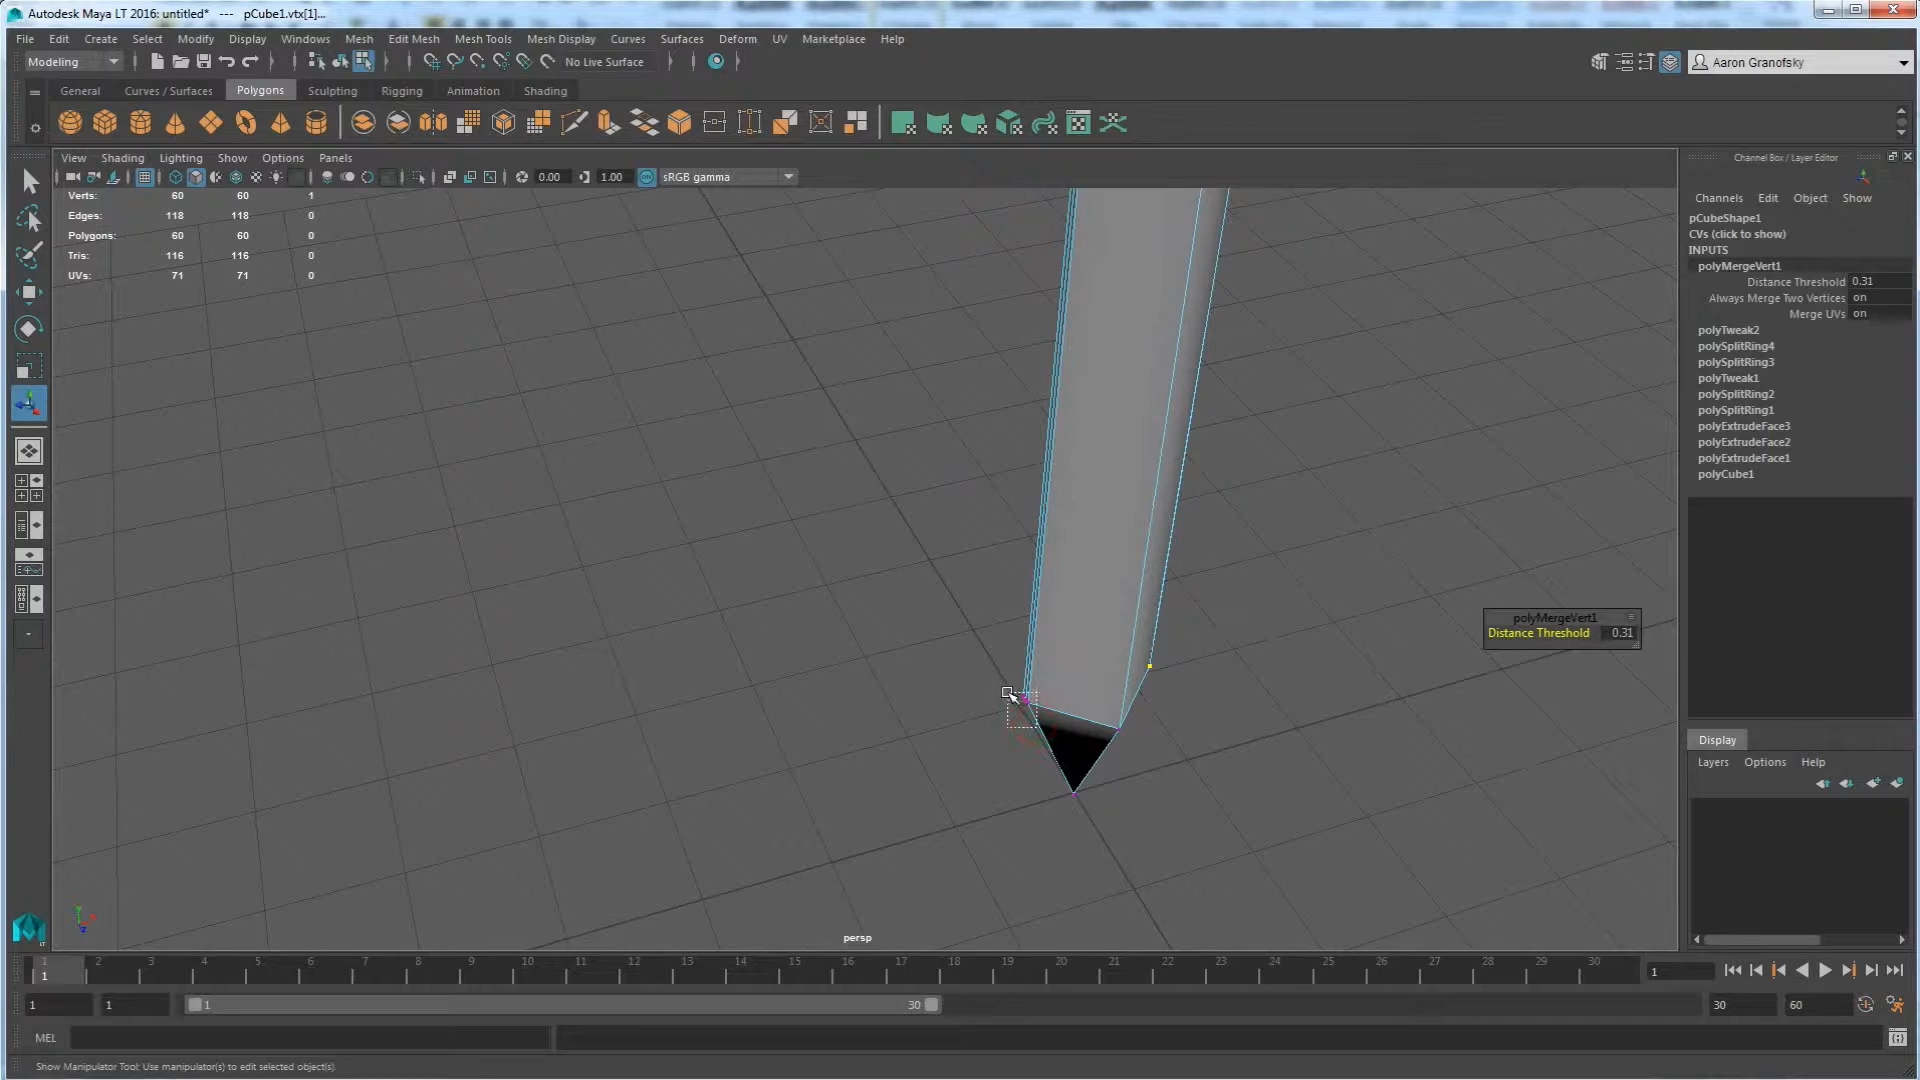 Autodesk Maya LT 2016: untitled* --- pCube1.vtx[1]...
File Edit Create Select Modify Display Windows Mesh Edit Mesh Mesh Tools Mesh Display Curves Surfaces Deform UV Marketplace Help
Modeling No Live Surface Aaron Granofsky
General Curves / Surfaces Polygons Sculpting Rigging Animation Shading
View Shading Lighting Show Options Panels
0.00 1.00 sRGB gamma
Verts: 60 60 1
Edges: 118 118 0
Polygons: 60 60 0
Tris: 116 116 0
UVs: 71 71 0
Channel Box / Layer Editor
Channels Edit Object Show
pCubeShape1
CVs (click to show)
INPUTS
polyMergeVert1
Distance Threshold 0.31
Always Merge Two Vertices on
Merge UVs on
polyTweak2
polySplitRing4
polySplitRing3
polyTweak1
polySplitRing2
polySplitRing1
polyExtrudeFace3
polyExtrudeFace2
polyExtrudeFace1
polyCube1
polyMergeVert1
Distance Threshold 0.31
Display
Layers Options Help
persp
LT
1 2 3 4 5 6 7 8 9 10 11 12 13 14 15 16 17 18 19 20 21 22 23 24 25 26 27 28 29 30
1 1
1 1 1 30 30 60
MEL
Show Manipulator Tool: Use manipulator(s) to edit selected object(s).